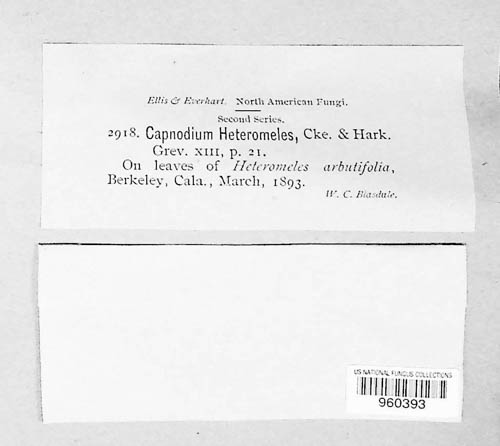 Ellis & Everhart. North American Fungi.
Second Series.
2918. Capnodium Heteromeles, Cke. & Hark.
Grev. XIII, p. 21.
On leaves of Heteromeles arbutifolia,
Berkeley, Cala., March, 1893.
W. C. Blasdale.
US NATIONAL FUNGUS COLLECTIONS
960393